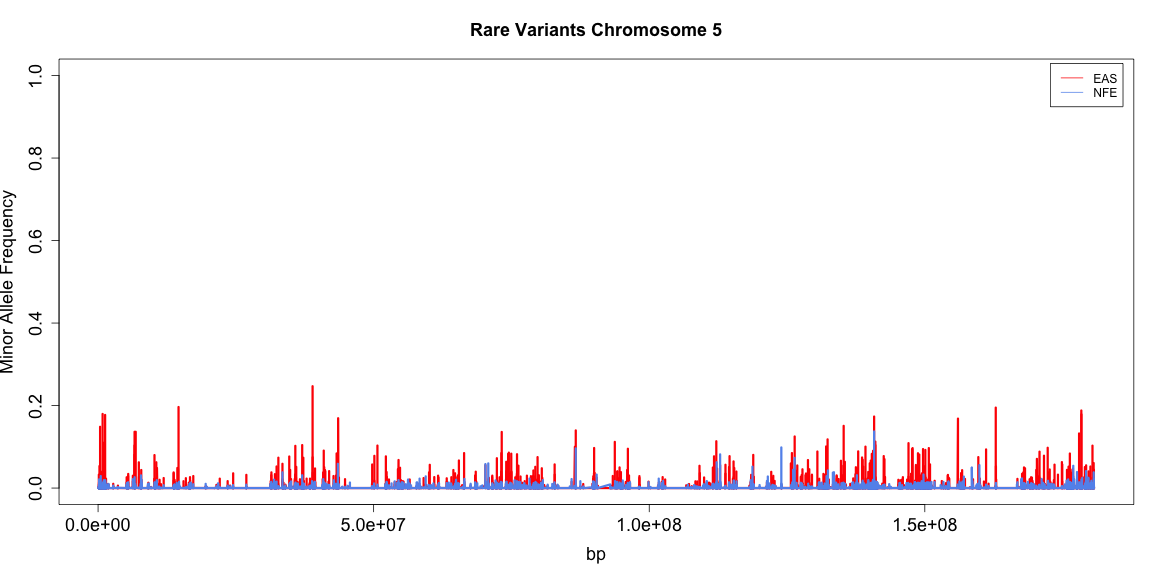 Rare Variants Chromosome 5
EAS
NFE
Minor Allele Frequency
1.0
0.8
0.6
0.4
0.2
0.0
0.0e+00 5.0e+07 1.0e+08 1.5e+08
bp